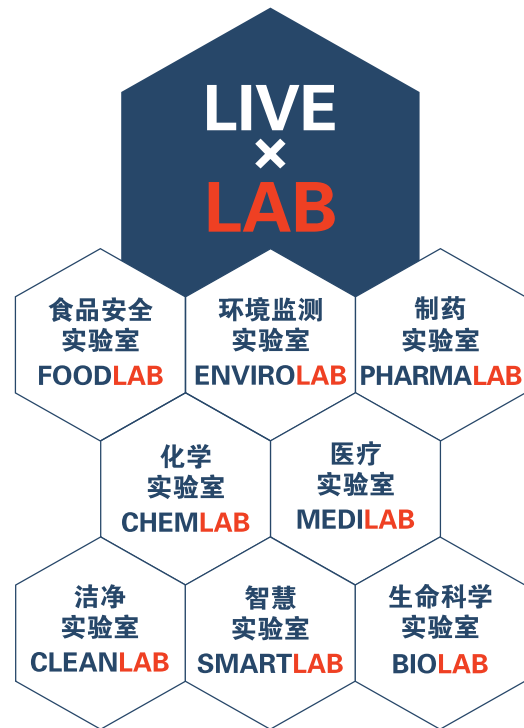 LIVE
×
LAB
食品安全
实验室
FOODLAB
环境监测
实验室
ENVIROLAB
制药
实验室
PHARMALAB
化学
实验室
CHEMLAB
医疗
实验室
MEDILAB
洁净
实验室
CLEANLAB
智慧
实验室
SMARTLAB
生命科学
实验室
BIOLAB